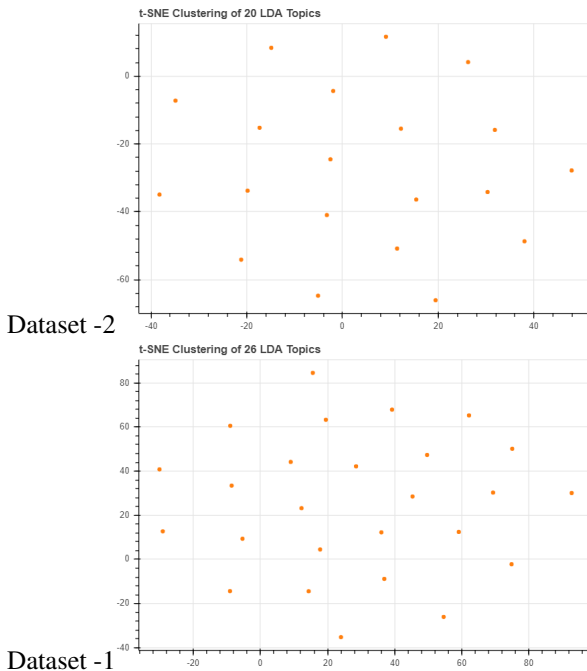 t-SNE Clustering of 20 LDA Topics
0
-20
-40
-60
-40 -20 0 20 40
Dataset -2
t-SNE Clustering of 26 LDA Topics
80
60
40
20
0
-20
-40
-20 0 20 40 60 80
Dataset -1